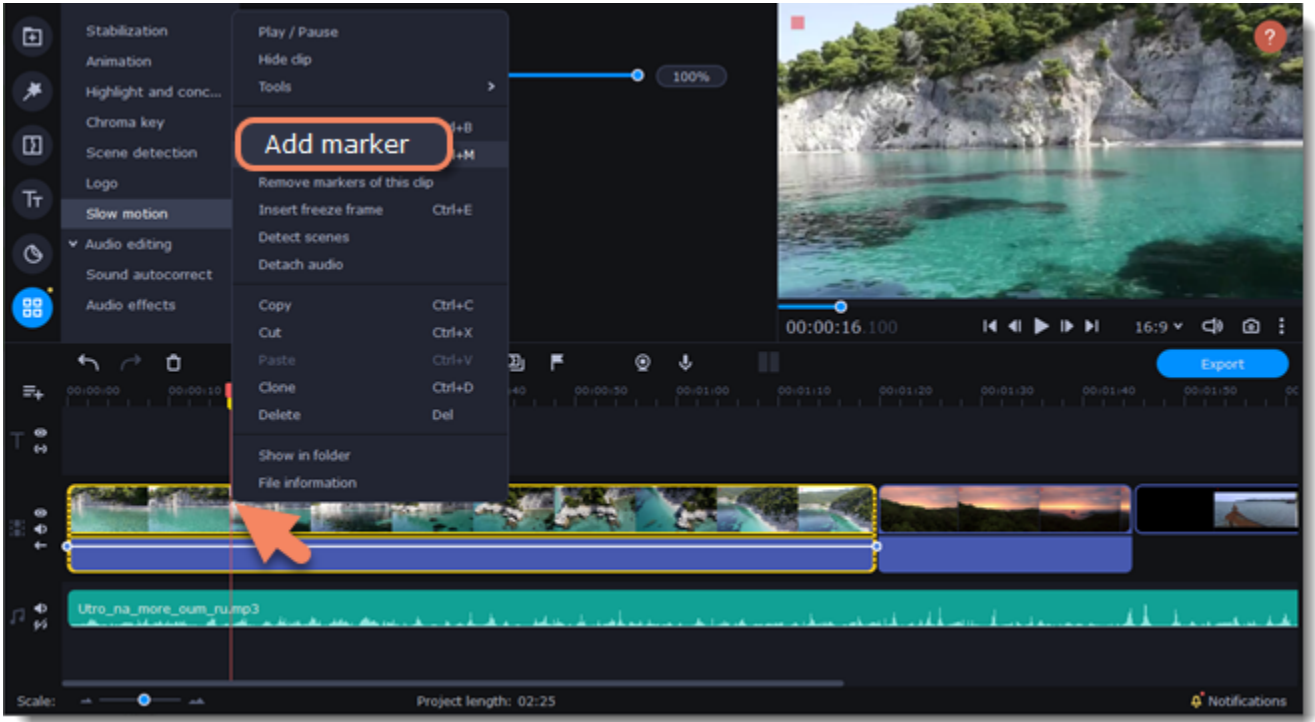 Stabilization
Animation
Highlight and conc...
Chroma key
Scene detection
Logo
Slow motion
Audio editing
Sound autocorrect
Audio effects
Play / Pause
Hide clip
Tools
Add marker
Remove markers of this clip
Insert freeze frame Ctrl+E
Detect scenes
Detach audio
Copy Ctrl+C
Cut Ctrl+X
Paste Ctrl+V
Clone Ctrl+D
Delete Del
Show in folder
File information
100%
?
00:00:16.100
16:9
Export
00:00:00 00:00:10 00:00:50 00:01:00 00:01:10 00:01:20 00:01:30 00:01:40 00:01:50
Utro_na_more_oum_ru.mp3
Scale:
Project length: 02:25
Notifications